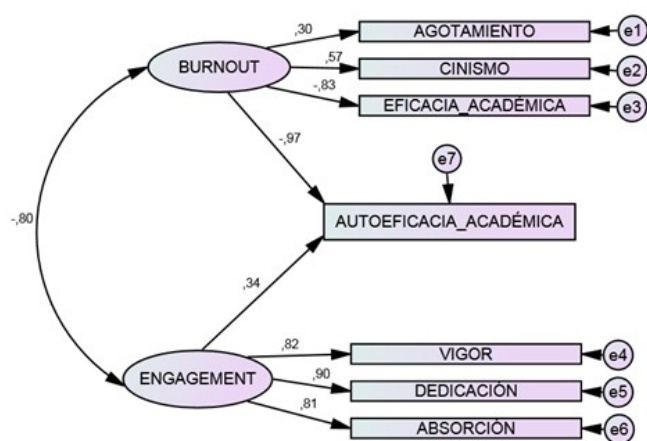 ,30
AGOTAMIENTO
e1
BURNOUT
,57
CINISMO
e2
-,83
EFICACIA_ACADÉMICA
e3
-,97
e7
-,80
AUTOEFICACIA_ACADÉMICA
,34
,82
VIGOR
e4
ENGAGEMENT
,90
DEDICACIÓN
e5
,81
ABSORCIÓN
e6